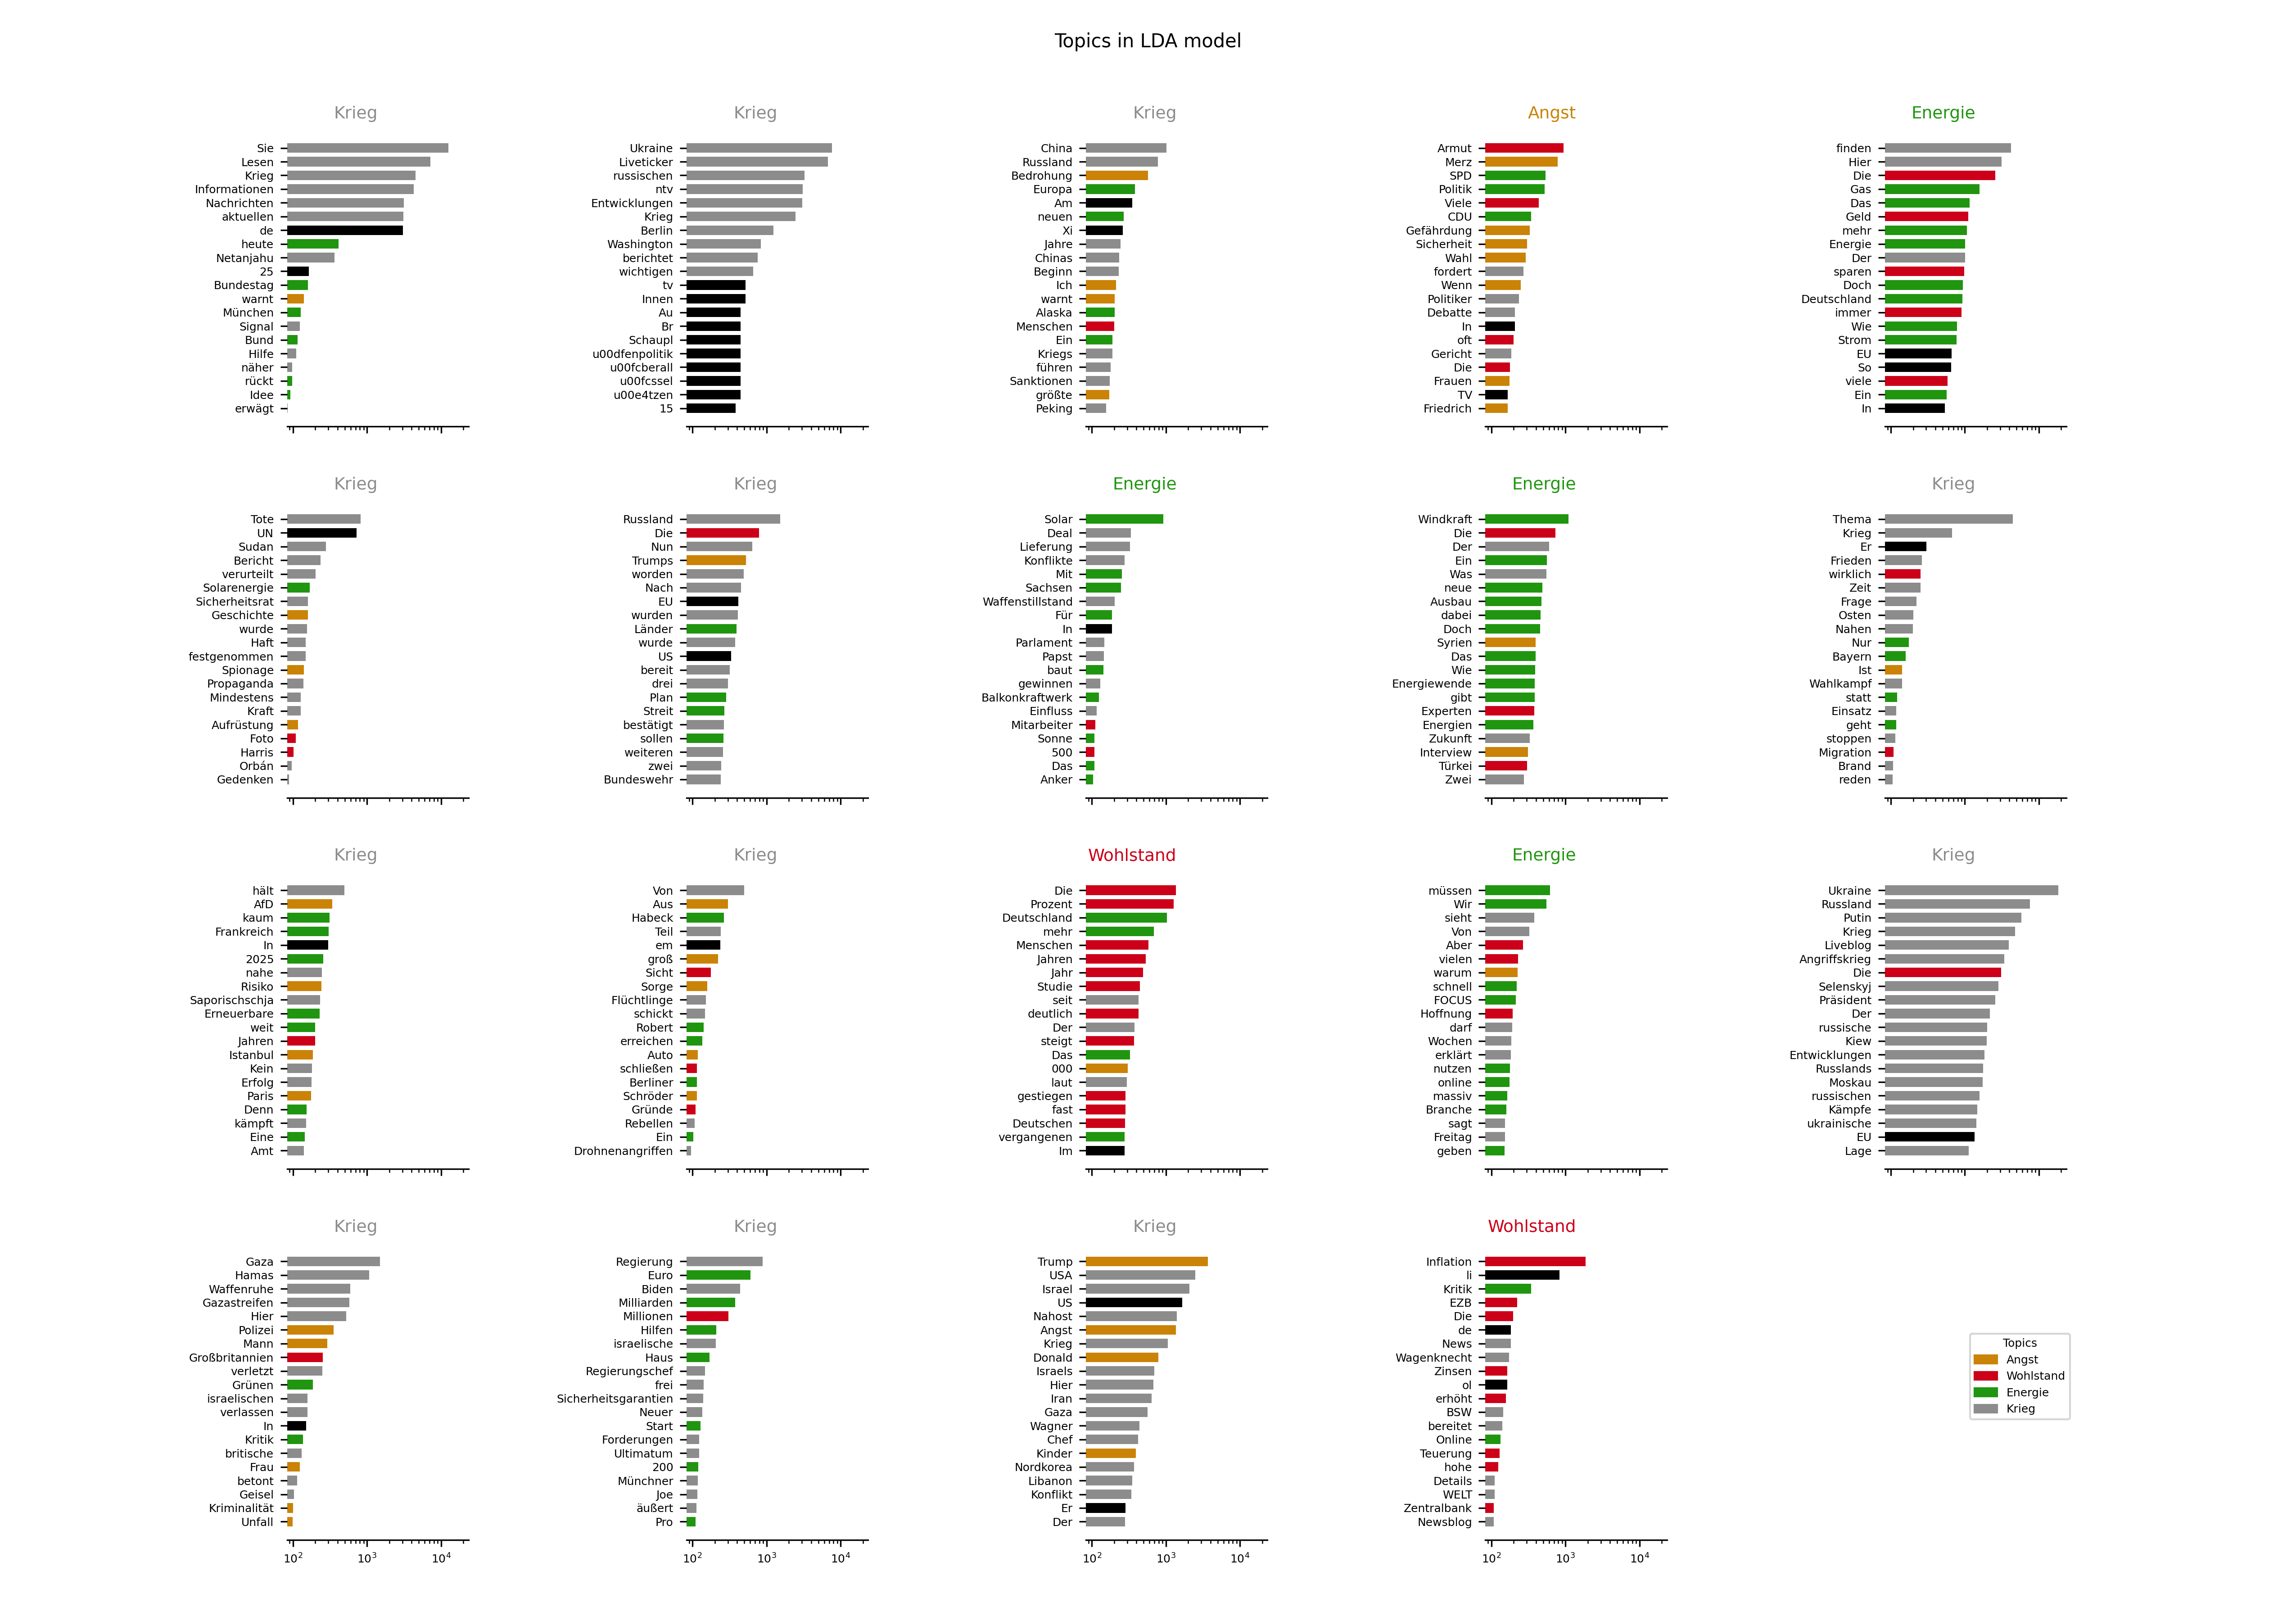 Topics in LDA model
Krieg
Sie
Lesen
Krieg
Informationen
Nachrichten
aktuellen
de
heute
Netanjahu
25
Bundestag
warnt
München
Signal
Bund
Hilfe
näher
rückt
Idee
erwägt
Krieg
Ukraine
Liveticker
russischen
ntv
Entwicklungen
Krieg
Berlin
Washington
berichtet
wichtigen
tv
Innen
Au
Br
Schaupl
u00dfenpolitik
u00fcberall
u00fcssel
u00e4tzen
15
Krieg
China
Russland
Bedrohung
Europa
Am
neuen
Xi
Jahre
Chinas
Beginn
Ich
warnt
Alaska
Menschen
Ein
Kriegs
führen
Sanktionen
größte
Peking
Angst
Armut
Merz
SPD
Politik
Viele
CDU
Gefährdung
Sicherheit
Wahl
fordert
Wenn
Politiker
Debatte
In
oft
Gericht
Die
Frauen
TV
Friedrich
Energie
finden
Hier
Die
Gas
Das
Geld
mehr
Energie
Der
sparen
Doch
Deutschland
immer
Wie
Strom
EU
So
viele
Ein
In
Krieg
Tote
UN
Sudan
Bericht
verurteilt
Solarenergie
Sicherheitsrat
Geschichte
wurde
Haft
festgenommen
Spionage
Propaganda
Mindestens
Kraft
Aufrüstung
Foto
Harris
Orbán
Gedenken
Krieg
Russland
Die
Nun
Trumps
worden
Nach
EU
wurden
Länder
wurde
US
bereit
drei
Plan
Streit
bestätigt
sollen
weiteren
zwei
Bundeswehr
Energie
Solar
Deal
Lieferung
Konflikte
Mit
Sachsen
Waffenstillstand
Für
In
Parlament
Papst
baut
gewinnen
Balkonkraftwerk
Einfluss
Mitarbeiter
Sonne
500
Das
Anker
Energie
Windkraft
Die
Der
Ein
Was
neue
Ausbau
dabei
Doch
Syrien
Das
Wie
Energiewende
gibt
Experten
Energien
Zukunft
Interview
Türkei
Zwei
Krieg
Thema
Krieg
Er
Frieden
wirklich
Zeit
Frage
Osten
Nahen
Nur
Bayern
Ist
Wahlkampf
statt
Einsatz
geht
stoppen
Migration
Brand
reden
Krieg
hält
AfD
kaum
Frankreich
In
2025
nahe
Risiko
Saporischschja
Erneuerbare
weit
Jahren
Istanbul
Kein
Erfolg
Paris
Denn
kämpft
Eine
Amt
Krieg
Von
Aus
Habeck
Teil
em
groß
Sicht
Sorge
Flüchtlinge
schickt
Robert
erreichen
Auto
schließen
Berliner
Schröder
Gründe
Rebellen
Ein
Drohnenangriffen
Wohlstand
Die
Prozent
Deutschland
mehr
Menschen
Jahren
Jahr
Studie
seit
deutlich
Der
steigt
Das
000
laut
gestiegen
fast
Deutschen
vergangenen
Im
Energie
müssen
Wir
sieht
Von
Aber
vielen
warum
schnell
FOCUS
Hoffnung
darf
Wochen
erklärt
nutzen
online
massiv
Branche
sagt
Freitag
geben
Krieg
Ukraine
Russland
Putin
Krieg
Liveblog
Angriffskrieg
Die
Selenskyj
Präsident
Der
russische
Kiew
Entwicklungen
Russlands
Moskau
russischen
Kämpfe
ukrainische
EU
Lage
Krieg
Gaza
Hamas
Waffenruhe
Gazastreifen
Hier
Polizei
Mann
Großbritannien
verletzt
Grünen
israelischen
verlassen
In
Kritik
britische
Frau
betont
Geisel
Kriminalität
Unfall
10² 10³ 10⁴
Krieg
Regierung
Euro
Biden
Milliarden
Millionen
Hilfen
israelische
Haus
Regierungschef
frei
Sicherheitsgarantien
Neuer
Start
Forderungen
Ultimatum
200
Münchner
Joe
äußert
Pro
10² 10³ 10⁴
Krieg
Trump
USA
Israel
US
Nahost
Angst
Krieg
Donald
Israels
Hier
Iran
Gaza
Wagner
Chef
Kinder
Nordkorea
Libanon
Konflikt
Er
Der
10² 10³ 10⁴
Wohlstand
Inflation
li
Kritik
EZB
Die
de
News
Wagenknecht
Zinsen
ol
erhöht
BSW
bereitet
Online
Teuerung
hohe
Details
WELT
Zentralbank
Newsblog
10² 10³ 10⁴
Topics
Angst
Wohlstand
Energie
Krieg